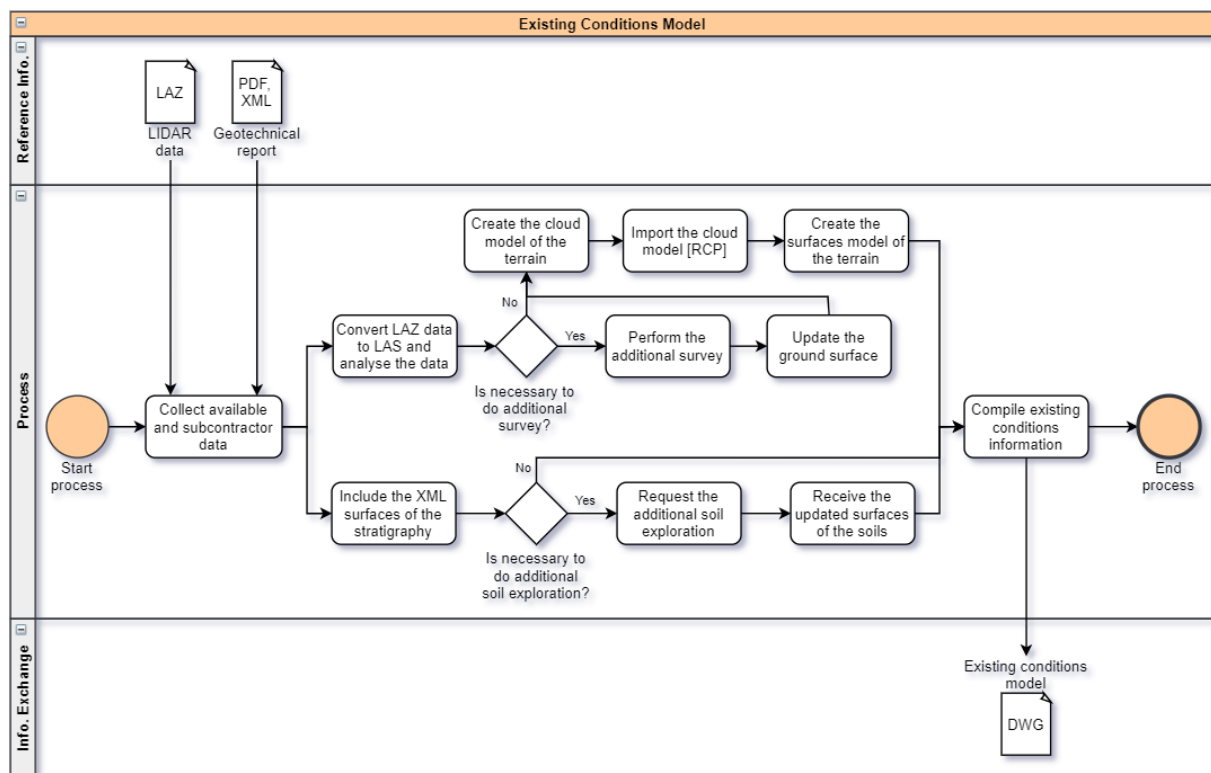 Existing Conditions Model
Reference Info.
LAZ
LIDAR
data
PDF,
XML
Geotechnical
report
Process
Start
process
Collect available
and subcontractor
data
Convert LAZ data
to LAS and
analyse the data
Is necessary to
do additional
survey?
No
Yes
Create the cloud
model of the
terrain
Import the cloud
model [RCP]
Create the
surfaces model of
the terrain
Perform the
additional survey
Update the
ground surface
Include the XML
surfaces of the
stratigraphy
Is necessary to
do additional
soil exploration?
No
Yes
Request the
additional soil
exploration
Receive the
updated surfaces
of the soils
Compile existing
conditions
information
End
process
Info. Exchange
Existing conditions
model
DWG